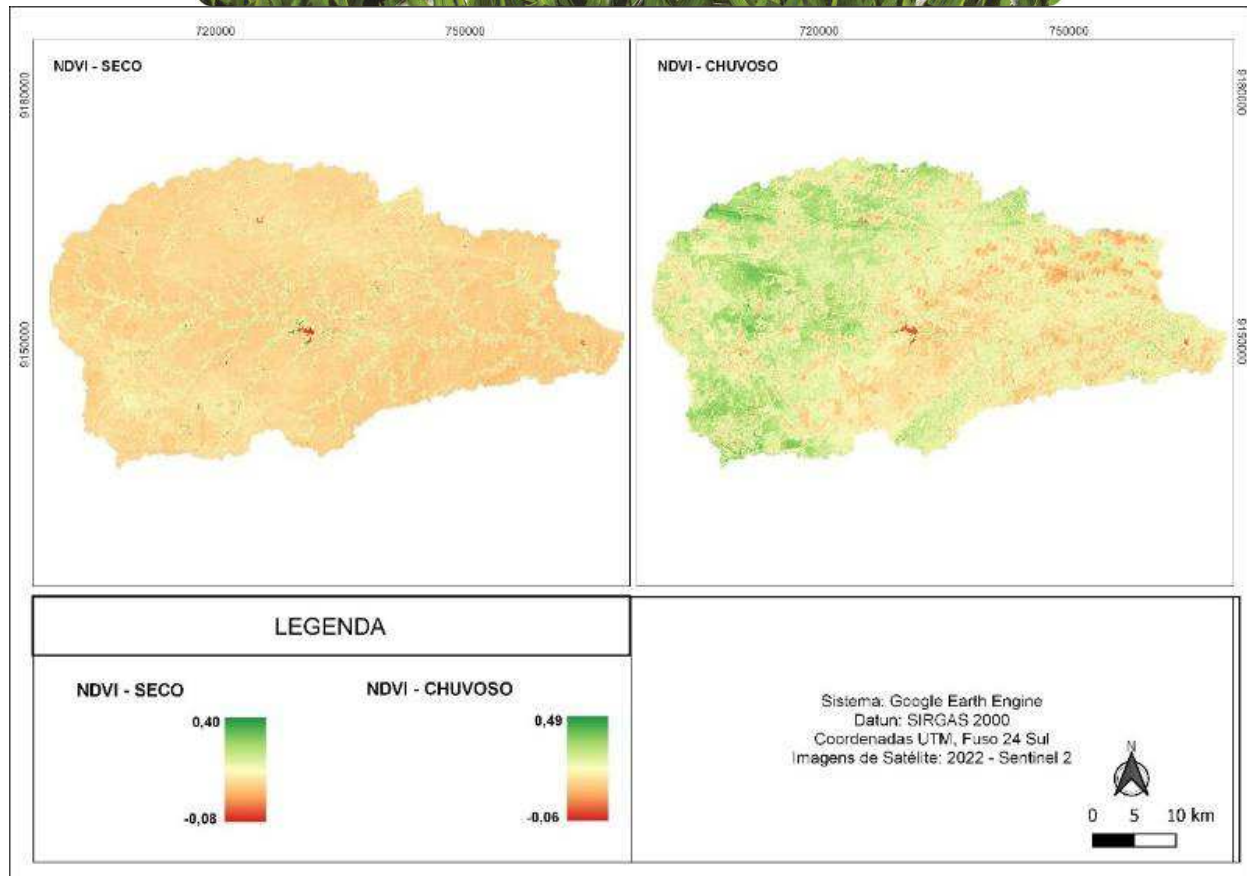 720000 750000 720000 750000
NDVI - SECO NDVI - CHUVOSO
9180000 9180000
9150000 9150000
LEGENDA
NDVI - SECO NDVI - CHUVOSO
0,40 0,49
-0,08 -0,06
Sistema: Google Earth Engine
Datun: SIRGAS 2000
Coordenadas UTM, Fuso 24 Sul
Imagens de Satélite: 2022 - Sentinel 2
N
0 5 10 km